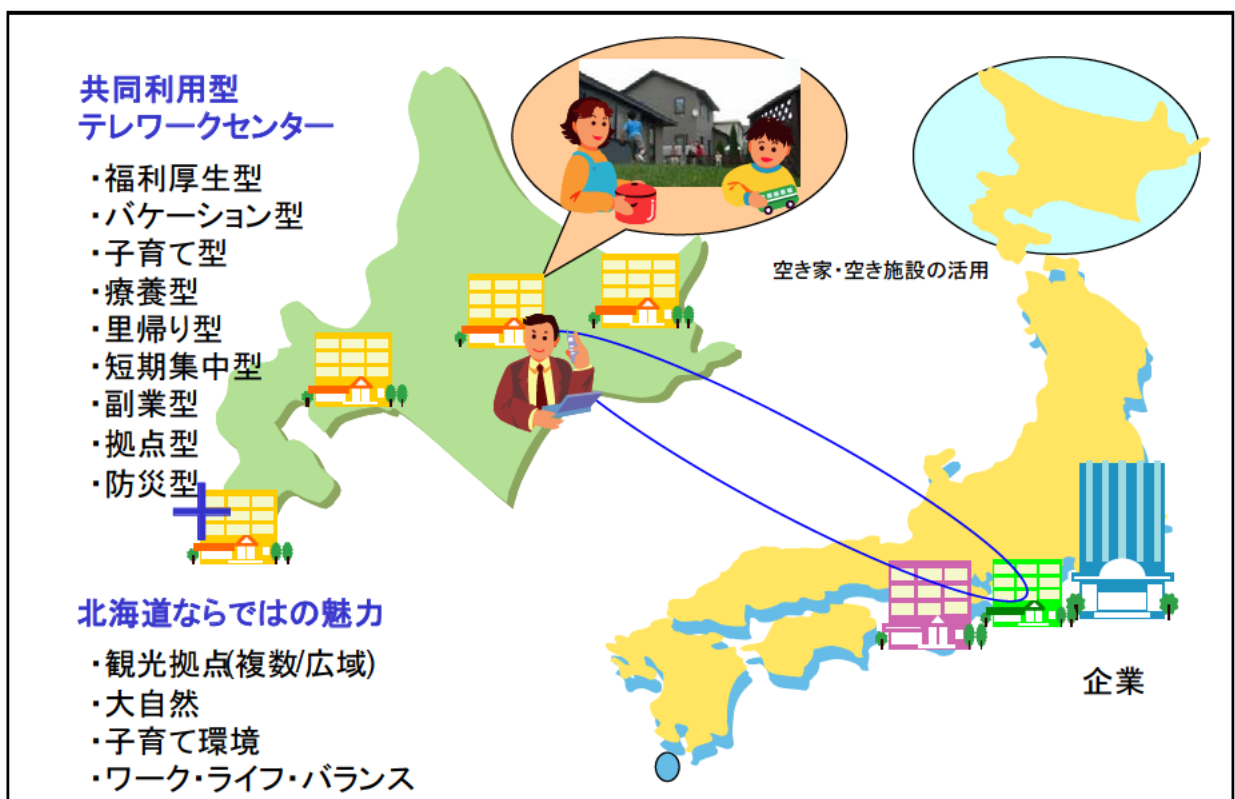 共同利用型
テレワークセンター
・福利厚生型
・バケーション型
・子育て型
・療養型
・里帰り型
・短期集中型
・副業型
・拠点型
・防災型
空き家・空き施設の活用
企業
北海道ならではの魅力
・観光拠点(複数/広域)
・大自然
・子育て環境
・ワーク・ライフ・バランス